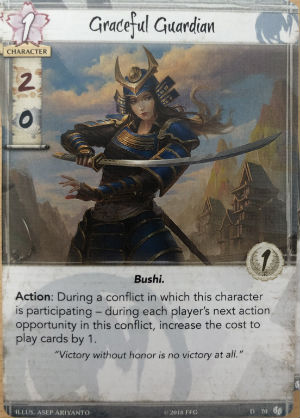 Graceful Guardian
1
CHARACTER
2
0
Bushi.
1
Action: During a conflict in which this character
is participating – during each player's next action
opportunity in this conflict, increase the cost to
play cards by 1.
"Victory without honor is no victory at all."
ILLUS. ASEP ARIYANTO
©2018 FFG
D